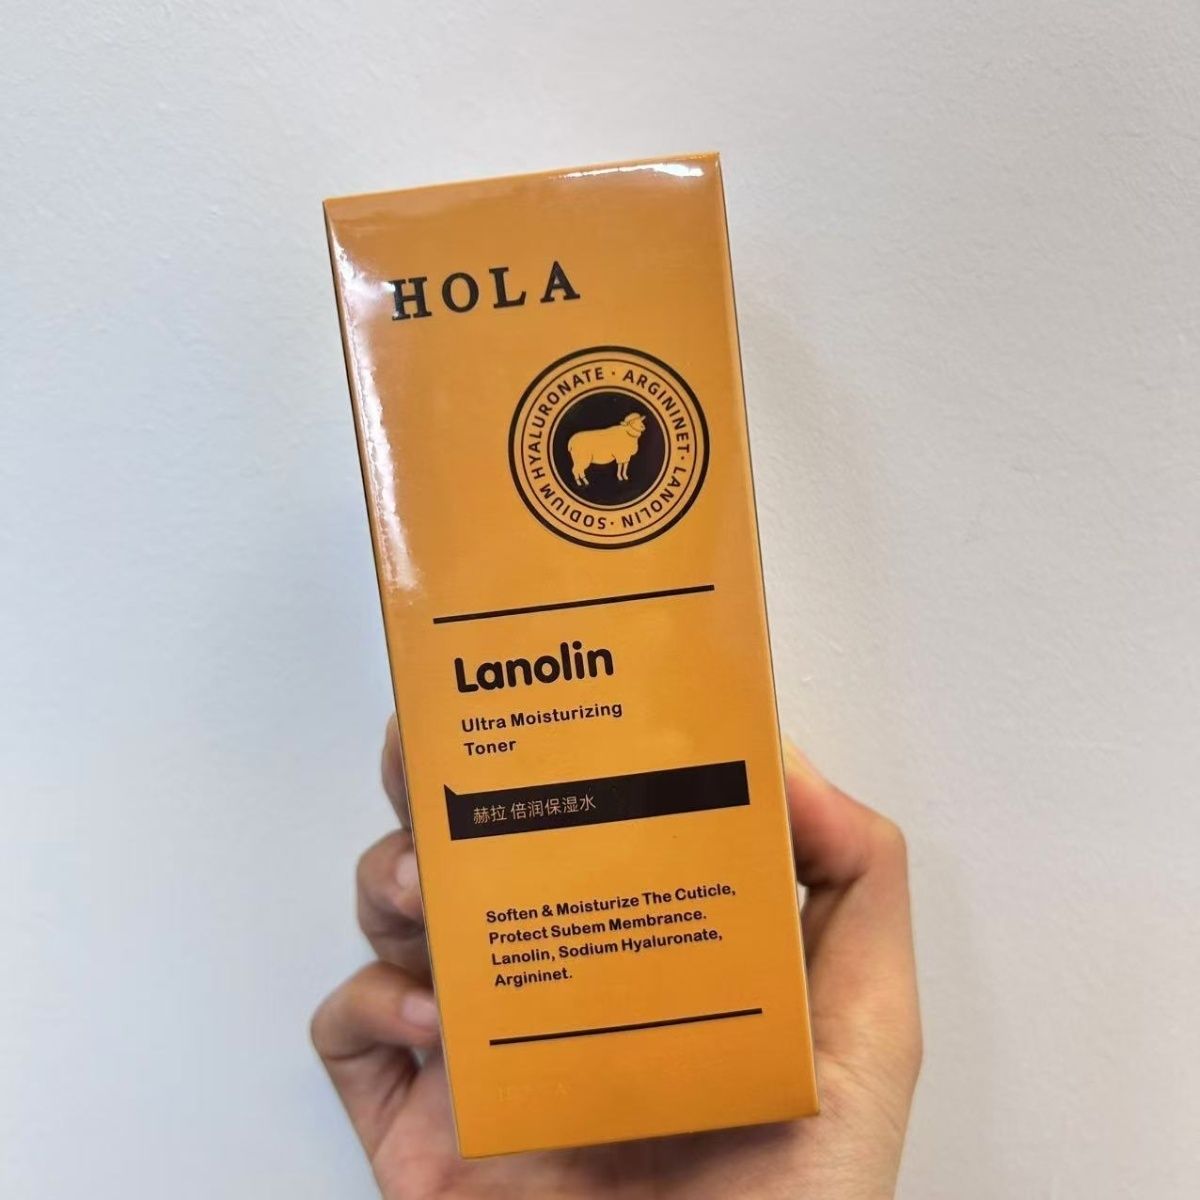 HOLA
SODIUM HYALURONATE · ARGININET · LANOLIN ·
Lanolin
Ultra Moisturizing
Toner
赫拉 倍润保湿水
Soften & Moisturize The Cuticle,
Protect Subem Membrance.
Lanolin, Sodium Hyaluronate,
Argininet.